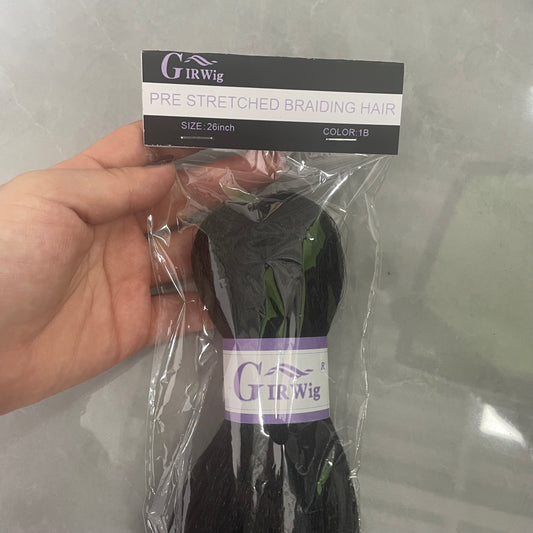 GIRWig
PRE STRETCHED BRAIDING HAIR
SIZE:26inch COLOR:1B
GIRWig R